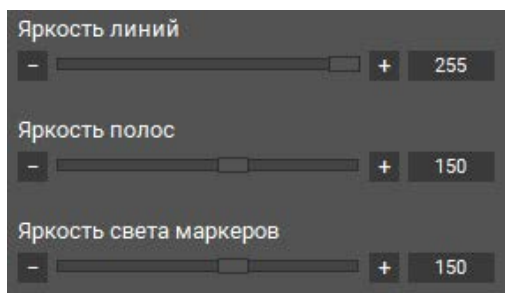 Яркость линий
− + 255
Яркость полос
− + 150
Яркость света маркеров
− + 150